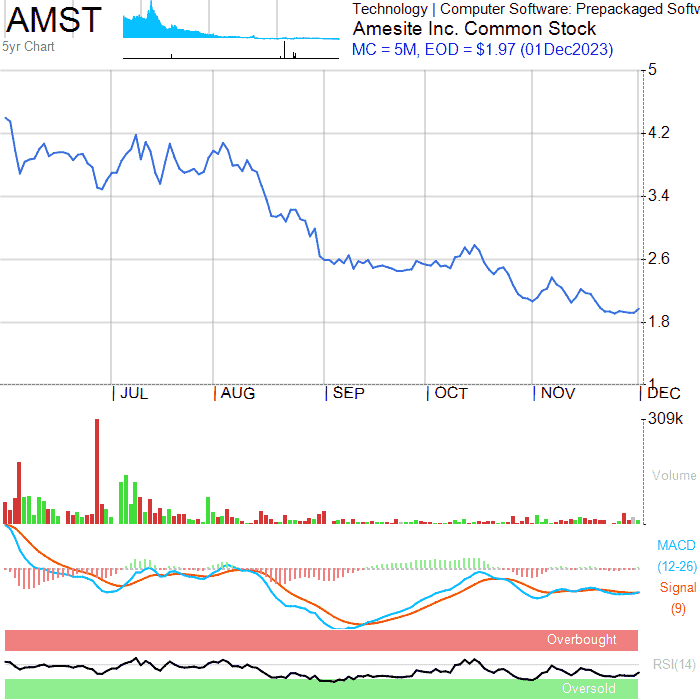 AMST
5yr Chart
Technology | Computer Software: Prepackaged Softw
Amesite Inc. Common Stock
MC = 5M, EOD = $1.97 (01Dec2023)
5
4.2
3.4
2.6
1.8
1
| JUL | AUG | SEP | OCT | NOV | DEC
309k
Volume
MACD
(12-26)
Signal
(9)
Overbought
RSI(14)
Oversold